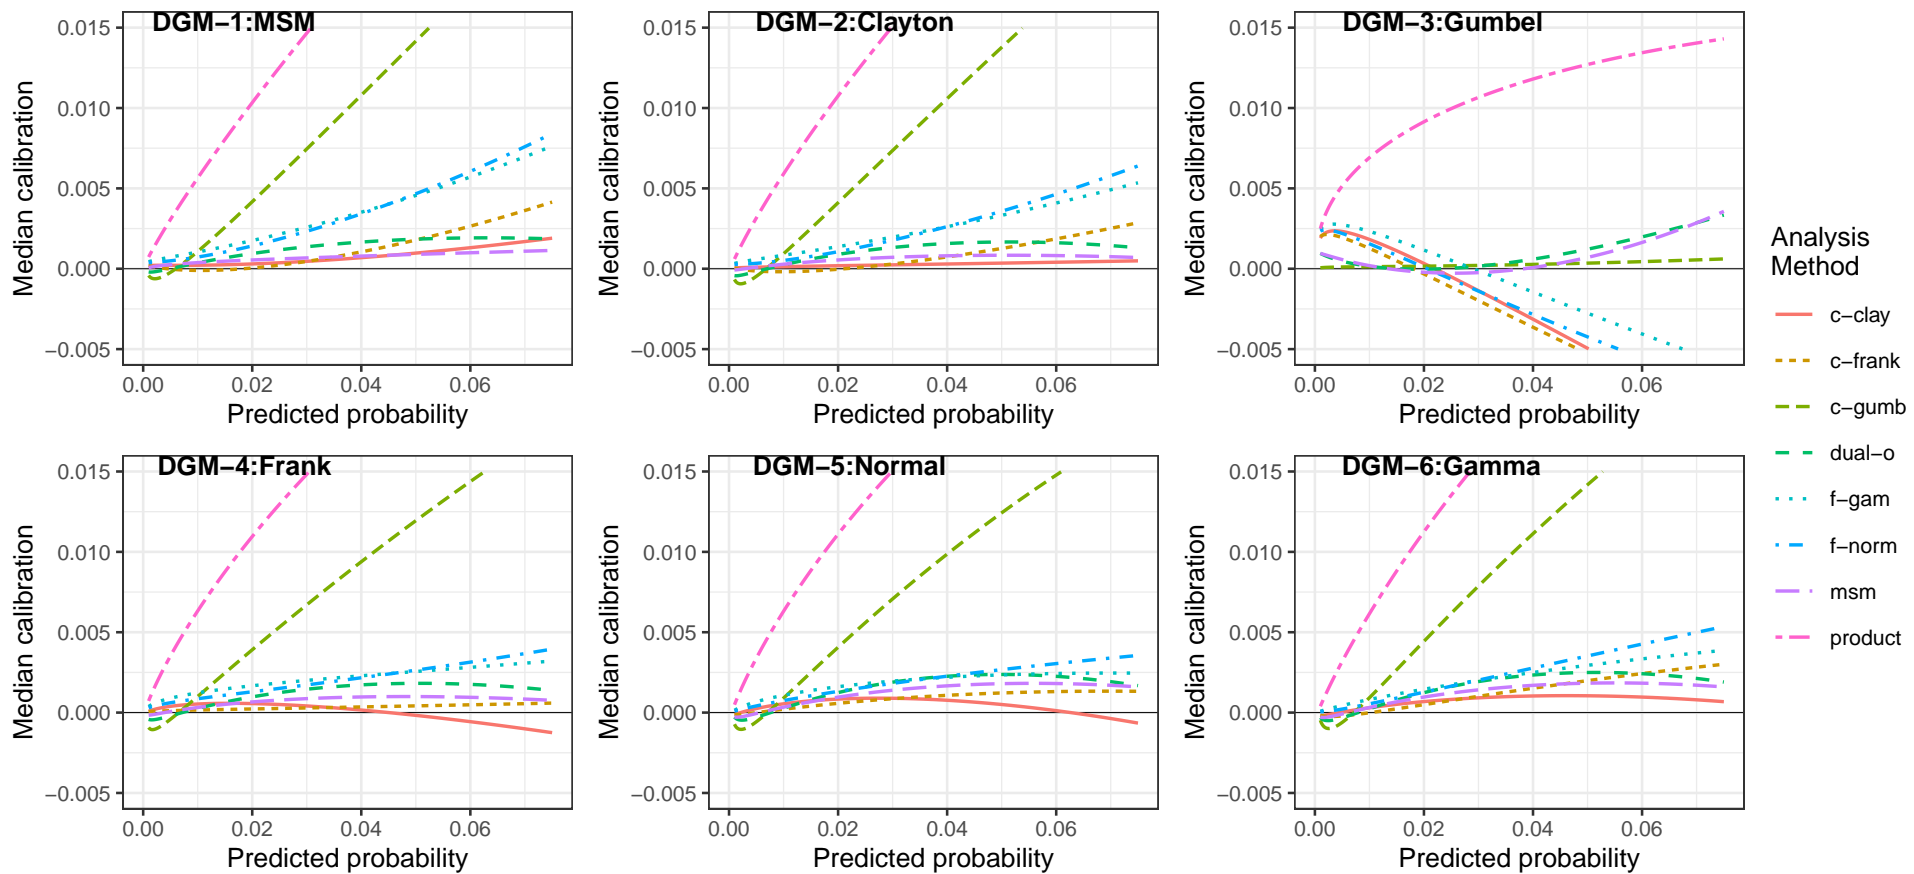 DGM−1:MSM
0.015
0.010
0.005
0.000
−0.005
Median calibration
0.00 0.02 0.04 0.06
Predicted probability
DGM−2:Clayton
0.015
0.010
0.005
0.000
−0.005
Median calibration
0.00 0.02 0.04 0.06
Predicted probability
DGM−3:Gumbel
0.015
0.010
0.005
0.000
−0.005
Median calibration
0.00 0.02 0.04 0.06
Predicted probability
DGM−4:Frank
0.015
0.010
0.005
0.000
−0.005
Median calibration
0.00 0.02 0.04 0.06
Predicted probability
DGM−5:Normal
0.015
0.010
0.005
0.000
−0.005
Median calibration
0.00 0.02 0.04 0.06
Predicted probability
DGM−6:Gamma
0.015
0.010
0.005
0.000
−0.005
Median calibration
0.00 0.02 0.04 0.06
Predicted probability
Analysis
Method
c−clay
c−frank
c−gumb
dual−o
f−gam
f−norm
msm
product